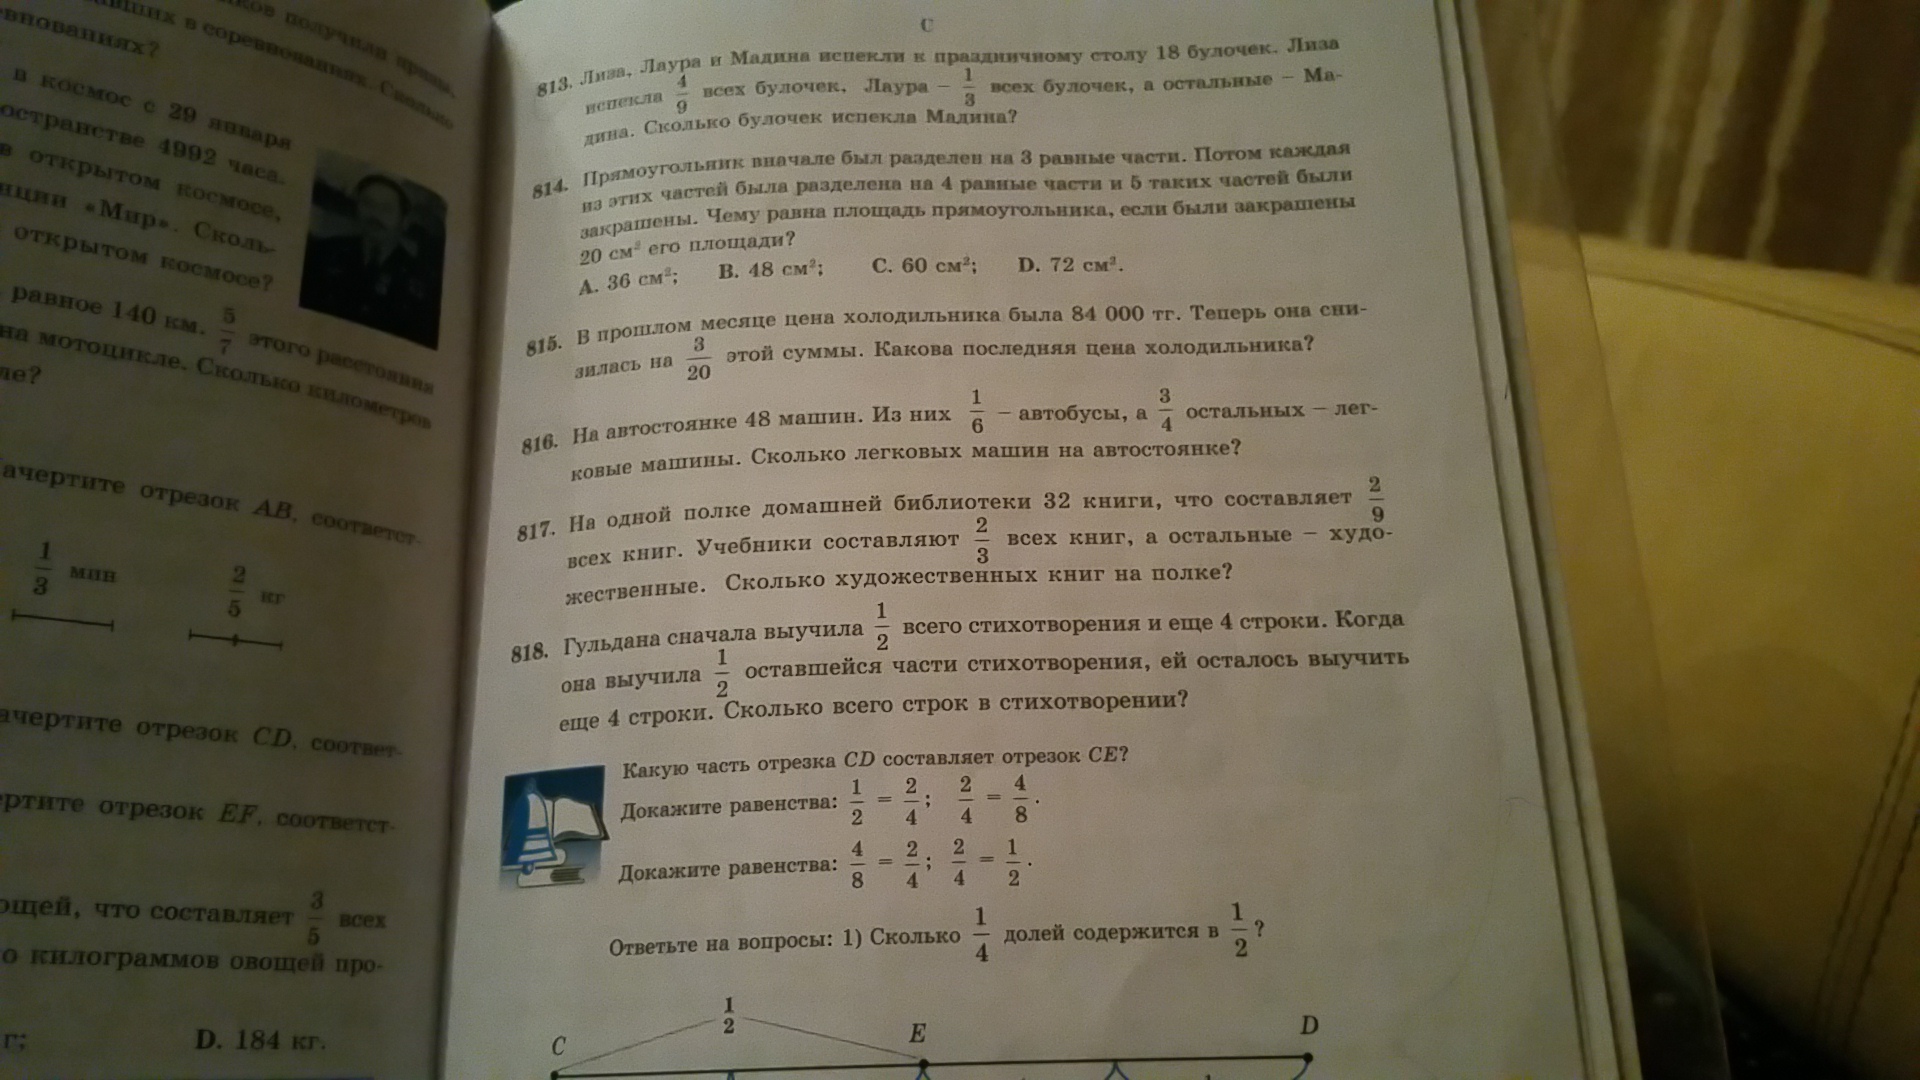 получили
в соревнованиях. Сколько
в космос с 29 января
4992 часа.
в открытом космосе,
«Мир». Сколь-
открытом космосе?
равное 140 км. 5/7 этого расстояния
на мотоцикле. Сколько километров
отрезок AB, соответст-
1/3 мин 2/5 кг
отрезок CD, соответ-
отрезок EF, соответст-
что составляет 3/5 всех
килограммов овощей про-
г; D. 184 кг.
C
813. Лиза, Лаура и Мадина испекли к праздничному столу 18 булочек. Лиза
испекла 4/9 всех булочек, Лаура – 1/3 всех булочек, а остальные – Ма-
дина. Сколько булочек испекла Мадина?
814. Прямоугольник вначале был разделен на 3 равные части. Потом каждая
из этих частей была разделена на 4 равные части и 5 таких частей были
закрашены. Чему равна площадь прямоугольника, если были закрашены
20 см² его площади?
A. 36 см²; B. 48 см²; C. 60 см²; D. 72 см².
815. В прошлом месяце цена холодильника была 84 000 тг. Теперь она сни-
зилась на 3/20 этой суммы. Какова последняя цена холодильника?
816. На автостоянке 48 машин. Из них 1/6 – автобусы, а 3/4 остальных – лег-
ковые машины. Сколько легковых машин на автостоянке?
817. На одной полке домашней библиотеки 32 книги, что составляет 2/9
всех книг. Учебники составляют 2/3 всех книг, а остальные – худо-
жественные. Сколько художественных книг на полке?
818. Гульдана сначала выучила 1/2 всего стихотворения и еще 4 строки. Когда
она выучила 1/2 оставшейся части стихотворения, ей осталось выучить
еще 4 строки. Сколько всего строк в стихотворении?
Какую часть отрезка CD составляет отрезок CE?
Докажите равенства: 1/2 = 2/4; 2/4 = 4/8.
Докажите равенства: 4/8 = 2/4; 2/4 = 1/2.
Ответьте на вопросы: 1) Сколько 1/4 долей содержится в 1/2?
1/2
C E D